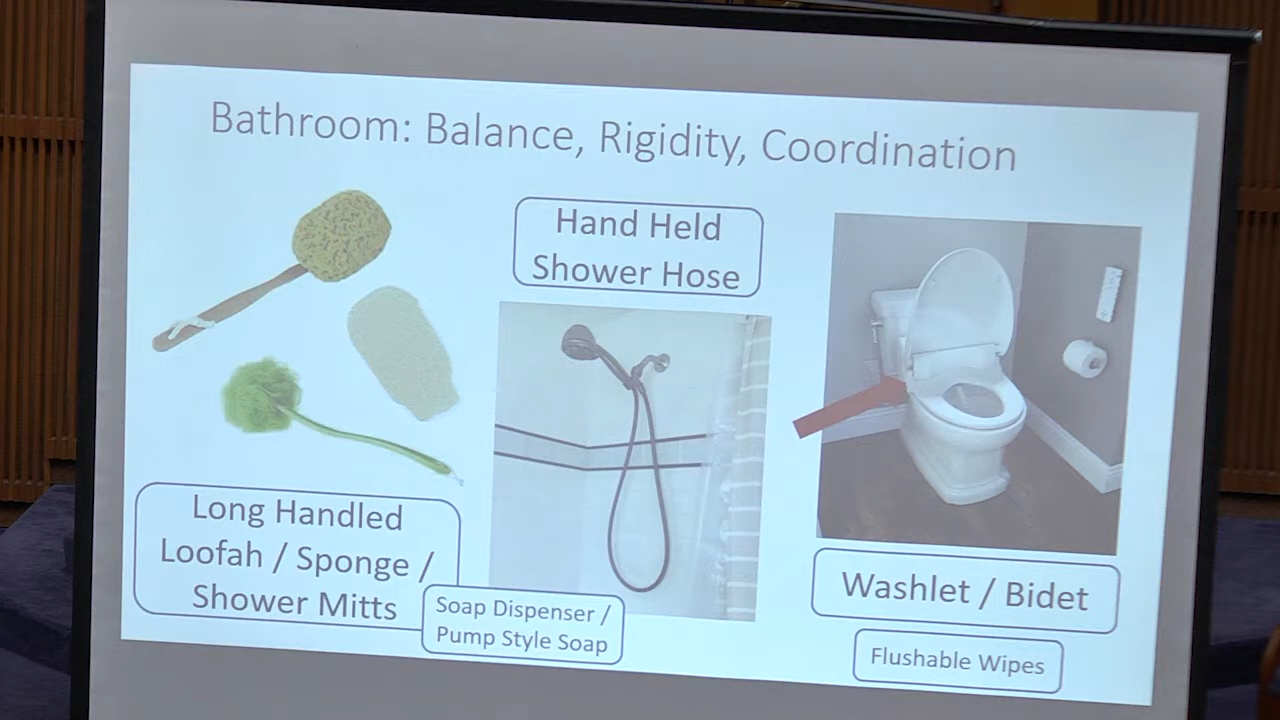 Bathroom: Balance, Rigidity, Coordination
Hand Held
Shower Hose
Long Handled
Loofah / Sponge /
Shower Mitts
Soap Dispenser /
Pump Style Soap
Washlet / Bidet
Flushable Wipes